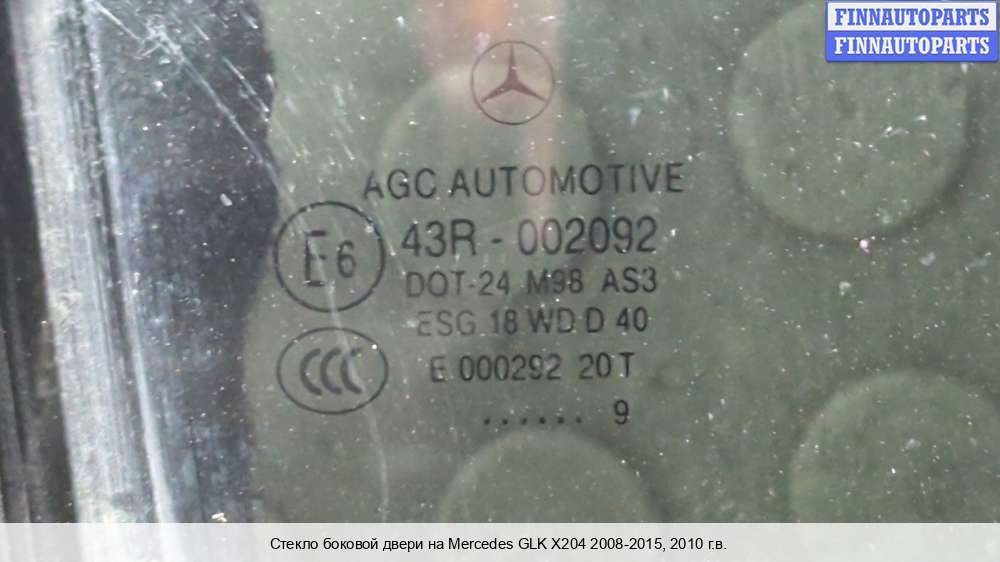 FINNAUTOPARTS
FINNAUTOPARTS
AGC AUTOMOTIVE
E6 43R - 002092
DOT-24 M98 AS3
ESG 18 WD D 40
CCC E 000292 20 T
...... 9
Стекло боковой двери на Mercedes GLK X204 2008-2015, 2010 г.в.